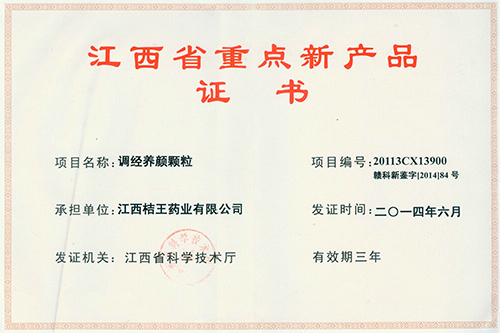 江西省重点新产品
证书
项目名称：调经养颜颗粒
项目编号：20113CX13900
赣科新鉴字[2014]84号
承担单位：江西桔王药业有限公司
发证时间：二〇一四年六月
发证机关：江西省科学技术厅
有效期三年